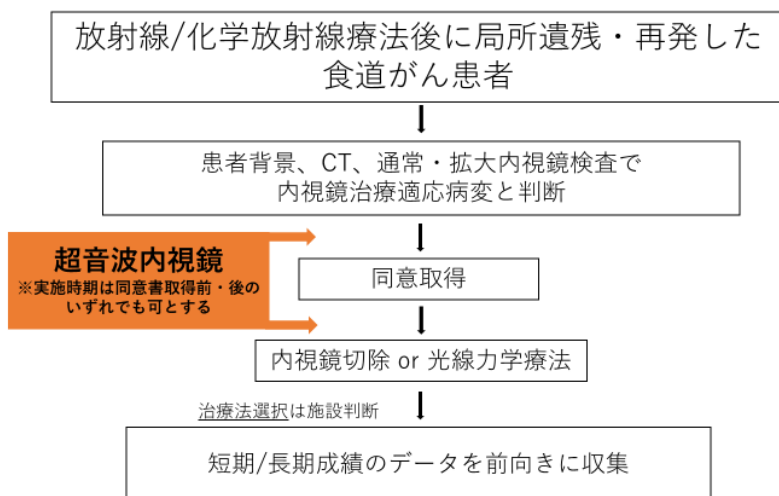 放射線/化学放射線療法後に局所遺残・再発した
食道がん患者
患者背景、CT、通常・拡大内視鏡検査で
内視鏡治療適応病変と判断
超音波内視鏡
※実施時期は同意書取得前・後の
いずれでも可とする
同意取得
内視鏡切除 or 光線力学療法
治療法選択は施設判断
短期/長期成績のデータを前向きに収集